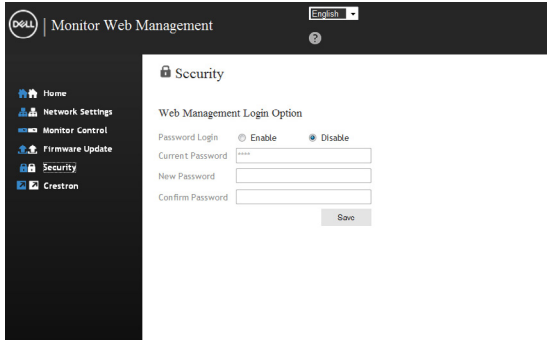 DELL | Monitor Web Management
English
?
Home
Network Settings
Monitor Control
Firmware Update
Security
Crestron
Security
Web Management Login Option
Password Login Enable Disable
Current Password ****
New Password
Confirm Password
Save